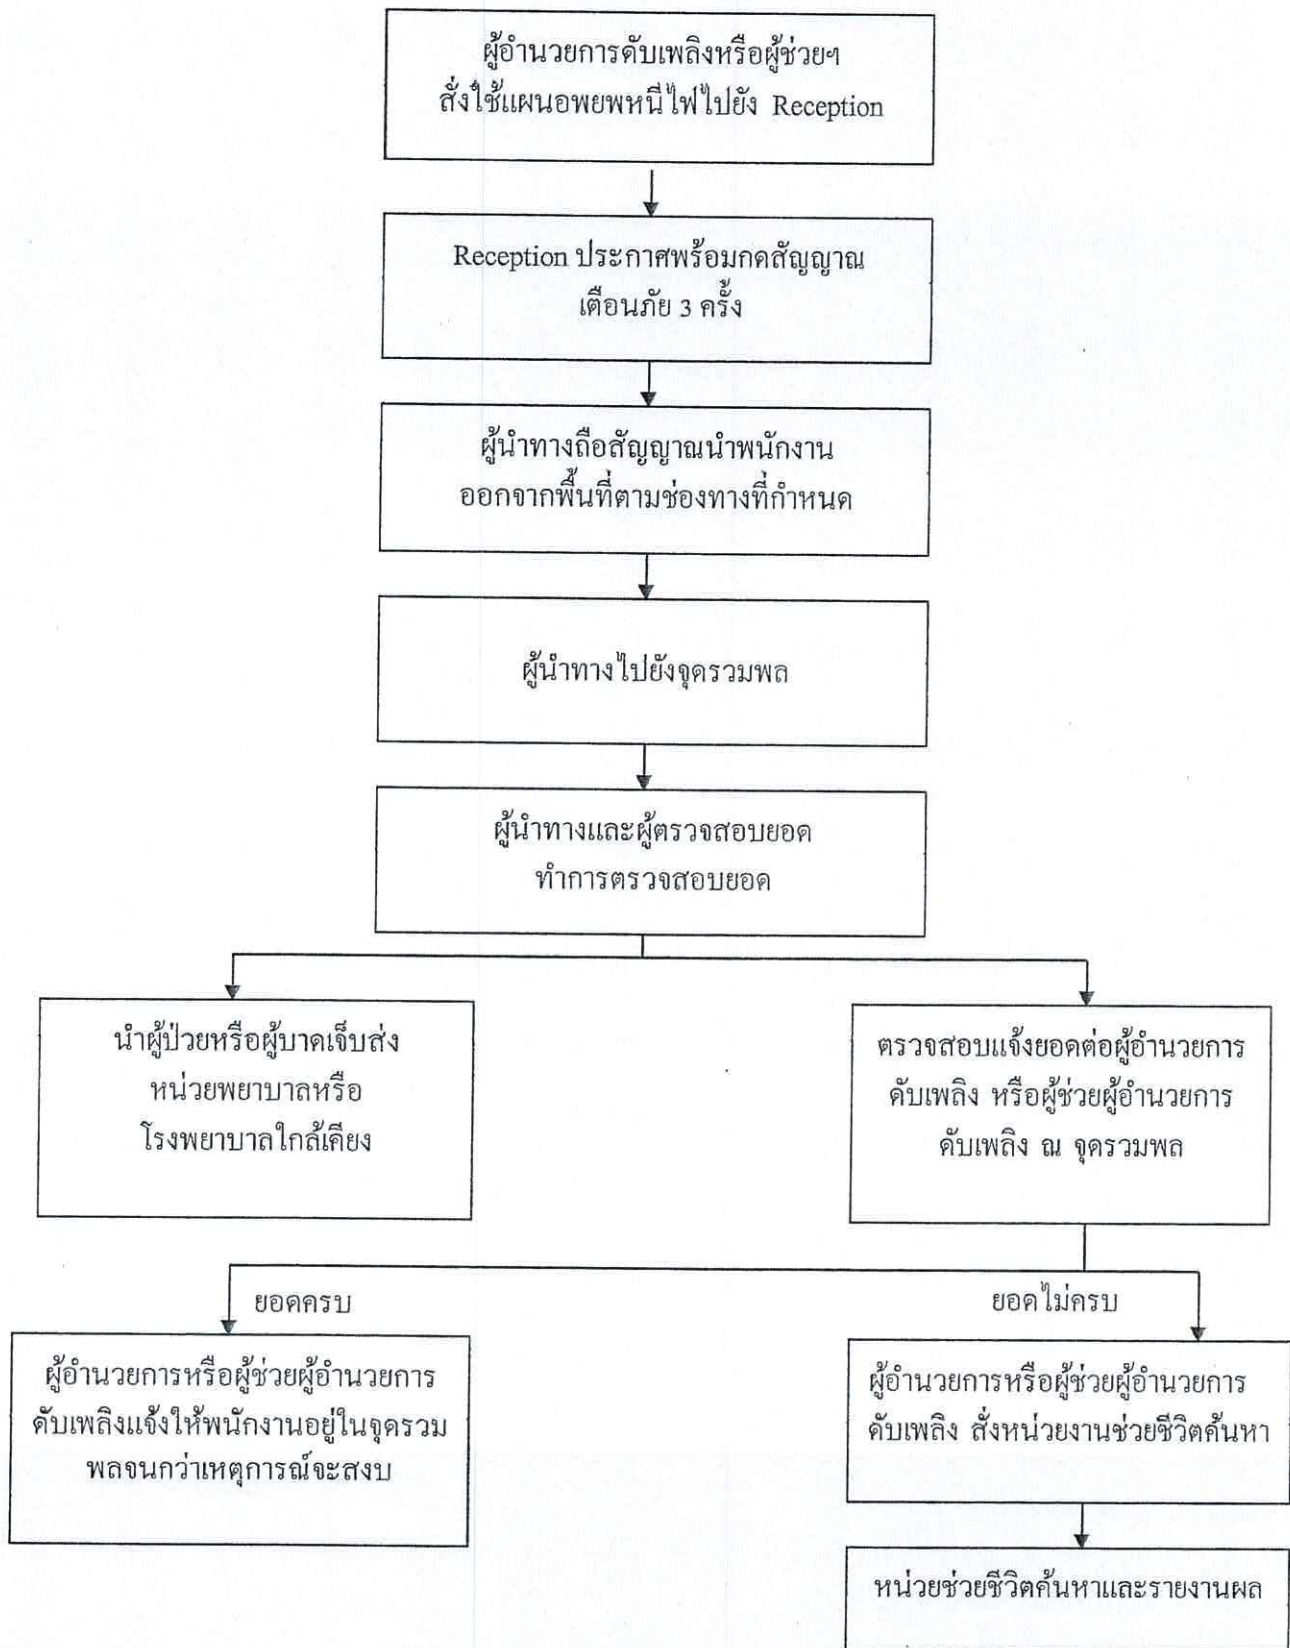 ผู้อำนวยการดับเพลิงหรือผู้ช่วยฯ
สั่งใช้แผนอพยพหนีไฟไปยัง Reception
Reception ประกาศพร้อมกดสัญญาณ
เตือนภัย 3 ครั้ง
ผู้นำทางถือสัญญาณนำพนักงาน
ออกจากพื้นที่ตามช่องทางที่กำหนด
ผู้นำทางไปยังจุดรวมพล
ผู้นำทางและผู้ตรวจสอบยอด
ทำการตรวจสอบยอด
นำผู้ป่วยหรือผู้บาดเจ็บส่ง
หน่วยพยาบาลหรือ
โรงพยาบาลใกล้เคียง
ตรวจสอบแจ้งยอดต่อผู้อำนวยการ
ดับเพลิง หรือผู้ช่วยผู้อำนวยการ
ดับเพลิง ณ จุดรวมพล
ยอดครบ
ยอดไม่ครบ
ผู้อำนวยการหรือผู้ช่วยผู้อำนวยการ
ดับเพลิงแจ้งให้พนักงานอยู่ในจุดรวม
พลจนกว่าเหตุการณ์จะสงบ
ผู้อำนวยการหรือผู้ช่วยผู้อำนวยการ
ดับเพลิง สั่งหน่วยงานช่วยชีวิตค้นหา
หน่วยช่วยชีวิตค้นหาและรายงานผล